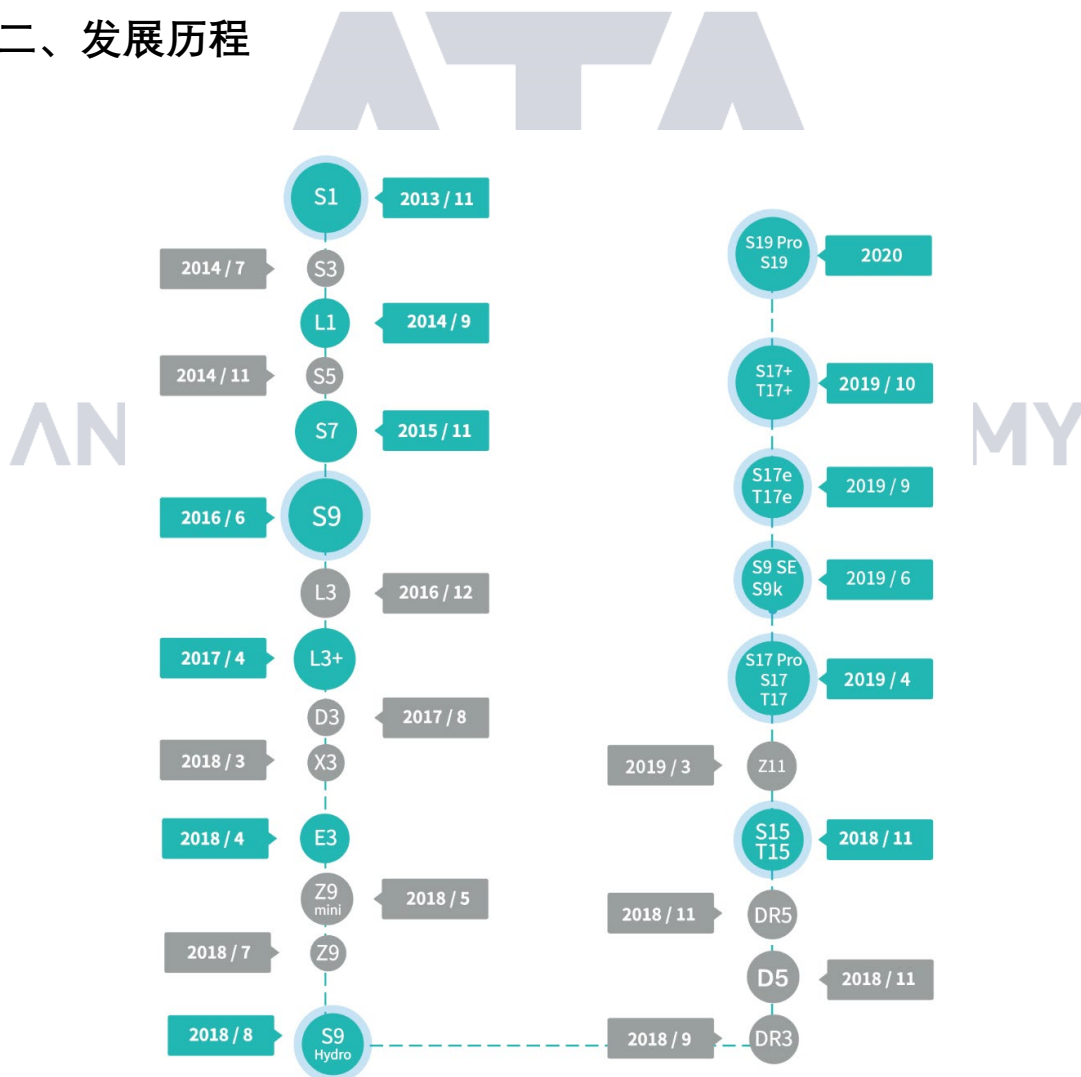 二、发展历程
ATA
AN
MY
S1
2013 / 11
2014 / 7
S3
L1
2014 / 9
2014 / 11
S5
S7
2015 / 11
2016 / 6
S9
L3
2016 / 12
2017 / 4
L3+
D3
2017 / 8
2018 / 3
X3
2018 / 4
E3
Z9
mini
2018 / 5
2018 / 7
Z9
2018 / 8
S9
Hydro
2018 / 9
DR3
D5
2018 / 11
2018 / 11
DR5
S15
T15
2018 / 11
2019 / 3
Z11
S17 Pro
S17
T17
2019 / 4
S9 SE
S9k
2019 / 6
S17e
T17e
2019 / 9
S17+
T17+
2019 / 10
S19 Pro
S19
2020